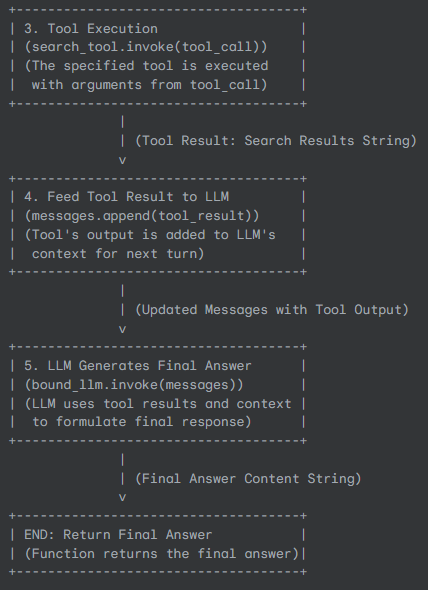 +------------------------------------+
| 3. Tool Execution                  |
| (search_tool.invoke(tool_call))    |
| (The specified tool is executed    |
|  with arguments from tool_call)    |
+------------------------------------+
              |
              | (Tool Result: Search Results String)
              v
+------------------------------------+
| 4. Feed Tool Result to LLM         |
| (messages.append(tool_result))     |
| (Tool's output is added to LLM's   |
|  context for next turn)            |
+------------------------------------+
              |
              | (Updated Messages with Tool Output)
              v
+------------------------------------+
| 5. LLM Generates Final Answer      |
| (bound_llm.invoke(messages))       |
| (LLM uses tool results and context |
|  to formulate final response)      |
+------------------------------------+
              |
              | (Final Answer Content String)
              v
+------------------------------------+
| END: Return Final Answer           |
| (Function returns the final answer)|
+------------------------------------+